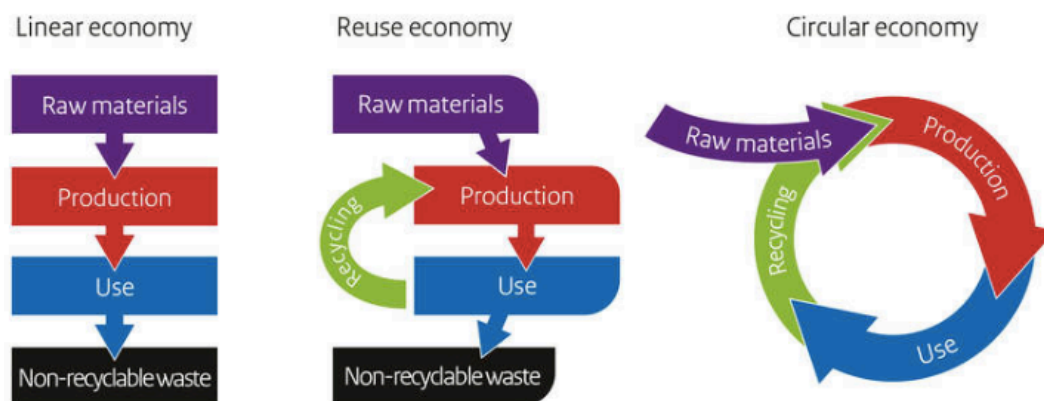 Linear economy
Raw materials
Production
Use
Non-recyclable waste
Reuse economy
Raw materials
Production
Recycling
Use
Non-recyclable waste
Circular economy
Raw materials
Production
Use
Recycling